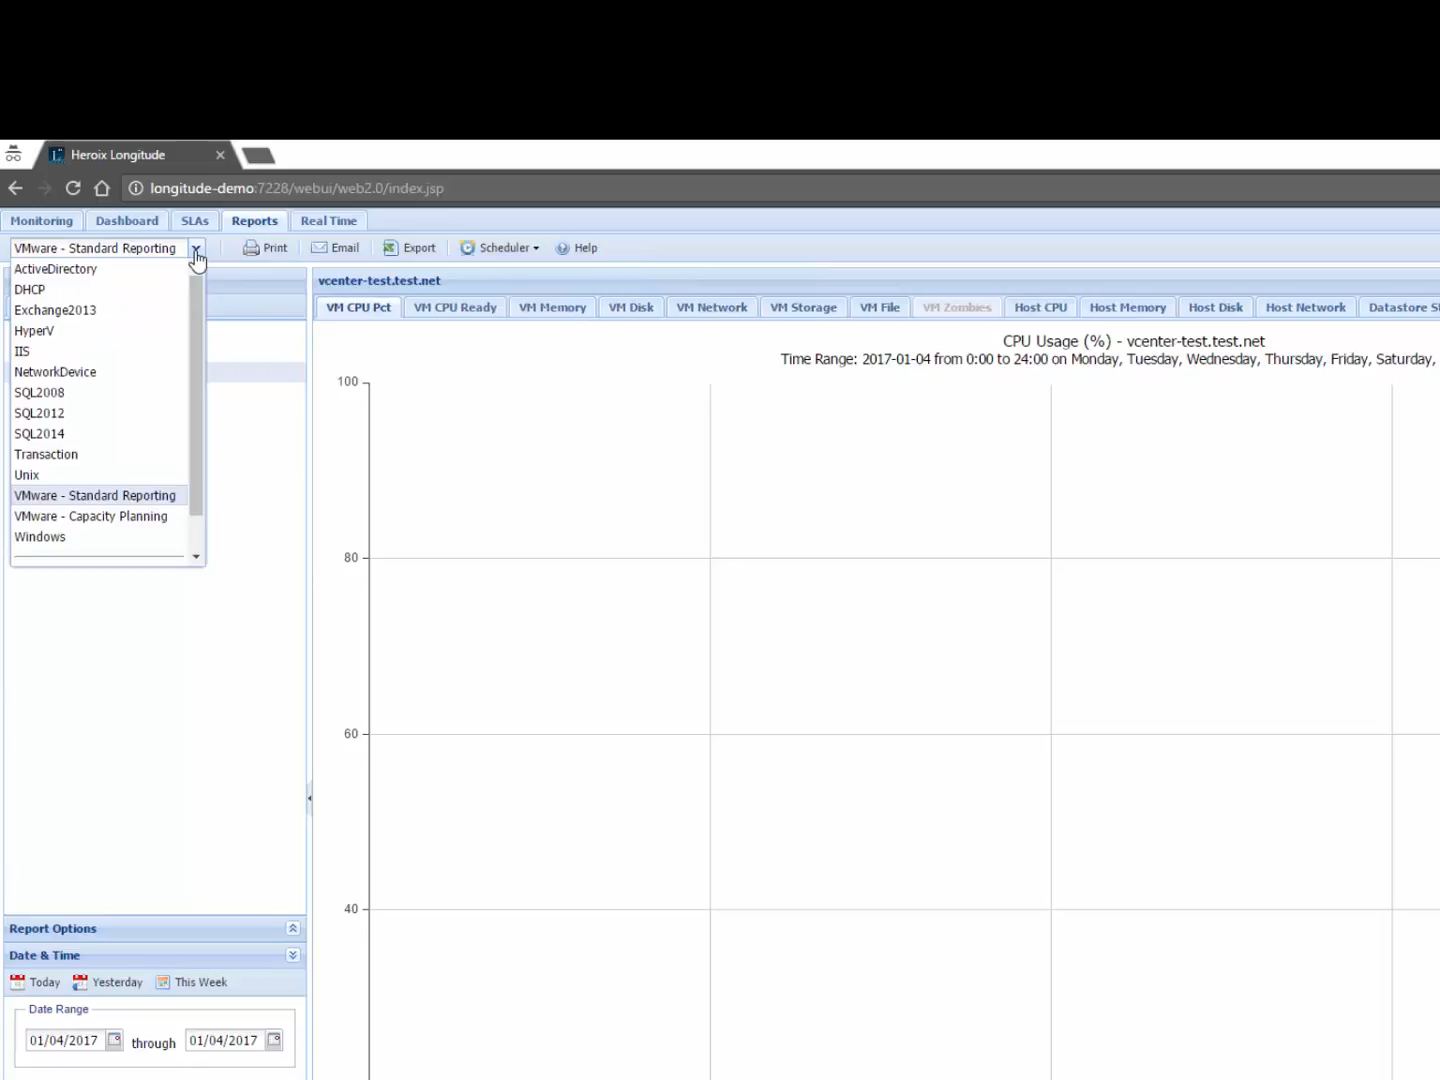 Heroix Longitude
longitude-demo:7228/webui/web2.0/index.jsp
Monitoring Dashboard SLAs Reports Real Time
VMware - Standard Reporting Print Email Export Scheduler Help
ActiveDirectory
DHCP
Exchange2013
HyperV
IIS
NetworkDevice
SQL2008
SQL2012
SQL2014
Transaction
Unix
VMware - Standard Reporting
VMware - Capacity Planning
Windows
vcenter-test.test.net
VM CPU Pct VM CPU Ready VM Memory VM Disk VM Network VM Storage VM File VM Zombies Host CPU Host Memory Host Disk Host Network Datastore
CPU Usage (%) - vcenter-test.test.net
Time Range: 2017-01-04 from 0:00 to 24:00 on Monday, Tuesday, Wednesday, Thursday, Friday, Saturday,
100
80
60
40
Report Options
Date & Time
Today Yesterday This Week
Date Range
01/04/2017 through 01/04/2017